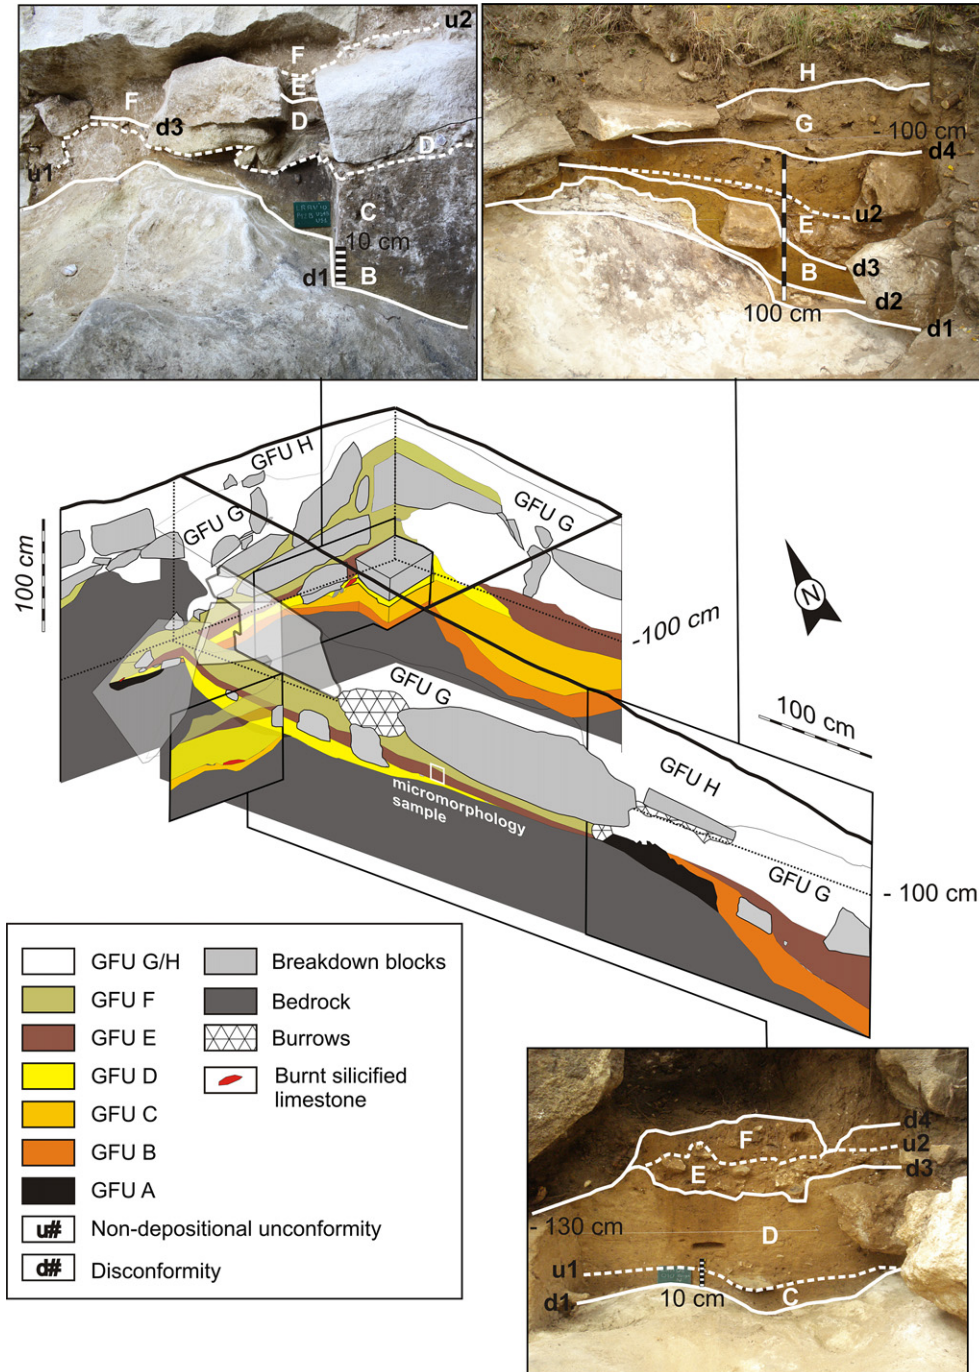 u2
F
E
F
d3
D
D
u1
C
10 cm
d1
B
H
G
- 100 cm
d4
u2
E
B
d3
d2
100 cm
d1
GFU H
GFU G
GFU G
100 cm
N
-100 cm
GFU G
100 cm
GFU H
micromorphology
sample
GFU G
- 100 cm
GFU G/H
Breakdown blocks
GFU F
Bedrock
GFU E
Burrows
GFU D
Burnt silicified
limestone
GFU C
GFU B
GFU A
u# Non-depositional unconformity
d# Disconformity
d4
F
u2
E
d3
- 130 cm
D
u1
10 cm
C
d1